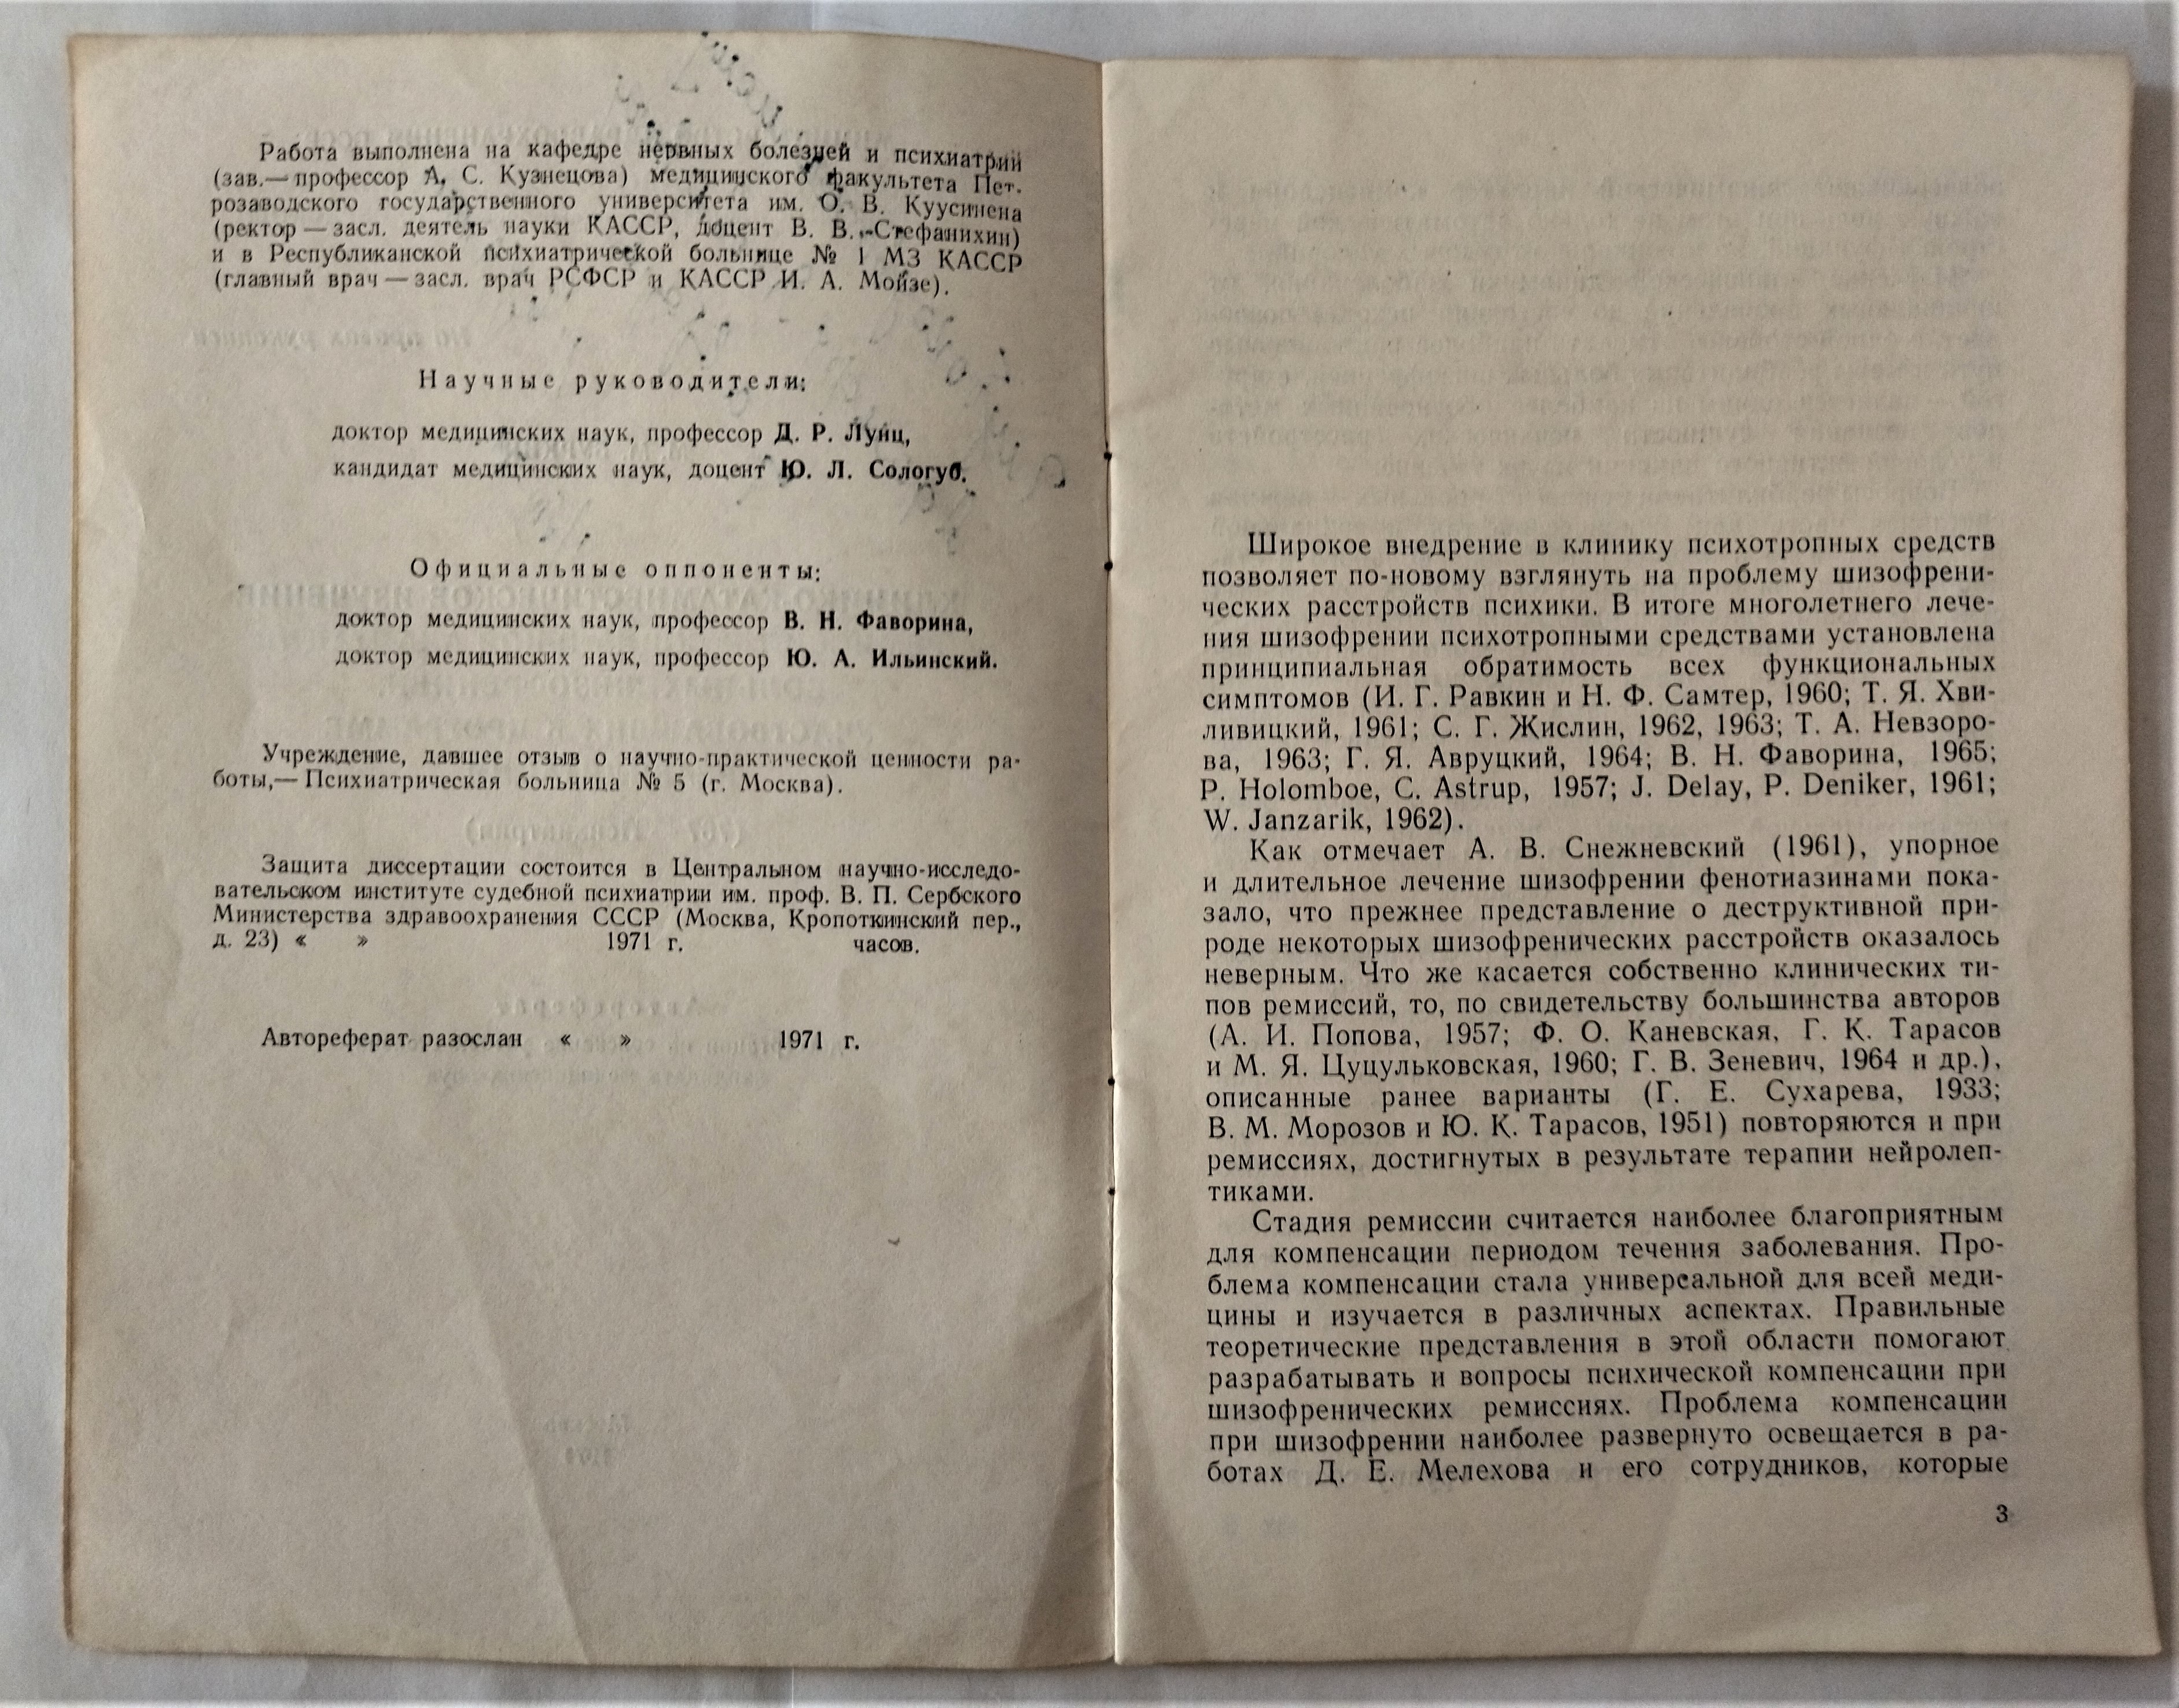 Работа выполнена на кафедре нервных болезней и психиатрии
(зав.— профессор А. С. Кузнецова) медицинского факультета Пет.
розаводского государственного университета им. О. В. Куусинена
(ректор — засл. деятель науки КАССР, доцент В. В. Стефанихин)
и в Республиканской психиатрической больнице № 1 МЗ КАССР
(главный врач — засл. врач РСФСР и КАССР И. А. Мойзе).
Научные руководители:
доктор медицинских наук, профессор Д. Р. Лунц,
кандидат медицинских наук, доцент Ю. Л. Сологуб.
Официальные оппоненты:
доктор медицинских наук, профессор В. Н. Фаворина,
доктор медицинских наук, профессор Ю. А. Ильинский.
Учреждение, давшее отзыв о научно-практической ценности ра-
боты,— Психиатрическая больница № 5 (г. Москва).
Защита диссертации состоится в Центральном научно-исследо-
вательском институте судебной психиатрии им. проф. В. П. Сербского
Министерства здравоохранения СССР (Москва, Кропоткинский пер.,
д. 23) « » 1971 г. часов.
Автореферат разослан « » 1971 г.
Широкое внедрение в клинику психотропных средств
позволяет по-новому взглянуть на проблему шизофрени-
ческих расстройств психики. В итоге многолетнего лече-
ния шизофрении психотропными средствами установлена
принципиальная обратимость всех функциональных
симптомов (И. Г. Равкин и Н. Ф. Самтер, 1960; Т. Я. Хви-
ливицкий, 1961; С. Г. Жислин, 1962, 1963; Т. А. Невзоро-
ва, 1963; Г. Я. Авруцкий, 1964; В. Н. Фаворина, 1965;
P. Holomboe, C. Astrup, 1957; J. Delay, P. Deniker, 1961;
W. Janzarik, 1962).
Как отмечает А. В. Снежневский (1961), упорное
и длительное лечение шизофрении фенотиазинами пока-
зало, что прежнее представление о деструктивной при-
роде некоторых шизофренических расстройств оказалось
неверным. Что же касается собственно клинических ти-
пов ремиссий, то, по свидетельству большинства авторов
(А. И. Попова, 1957; Ф. О. Каневская, Г. К. Тарасов
и М. Я. Цуцульковская, 1960; Г. В. Зеневич, 1964 и др.),
описанные ранее варианты (Г. Е. Сухарева, 1933;
В. М. Морозов и Ю. К. Тарасов, 1951) повторяются и при
ремиссиях, достигнутых в результате терапии нейролеп-
тиками.
Стадия ремиссии считается наиболее благоприятным
для компенсации периодом течения заболевания. Про-
блема компенсации стала универсальной для всей меди-
цины и изучается в различных аспектах. Правильные
теоретические представления в этой области помогают
разрабатывать и вопросы психической компенсации при
шизофренических ремиссиях. Проблема компенсации
при шизофрении наиболее развернуто освещается в ра-
ботах Д. Е. Мелехова и его сотрудников, которые
3